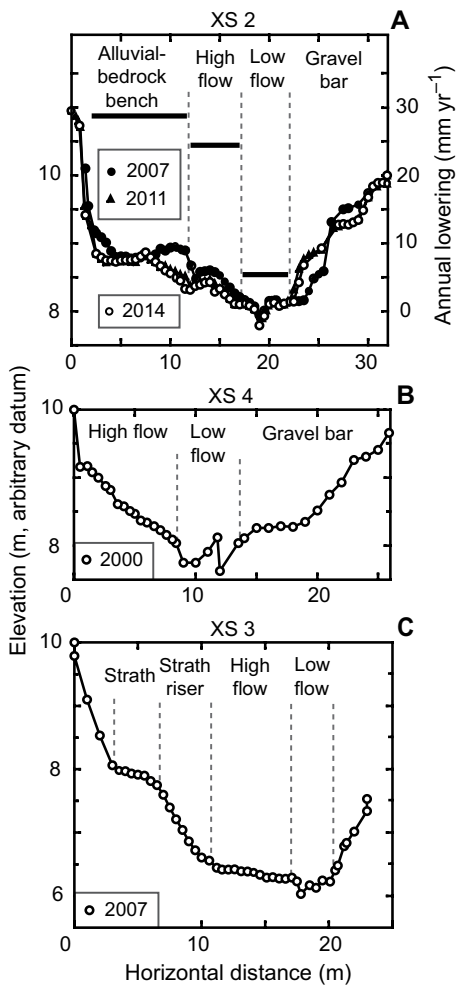 XS 2
A
Alluvial-
bedrock
bench
High
flow
Low
flow
Gravel
bar
2007
2011
2014
10
8
30
20
10
0
0
10
20
30
Annual lowering (mm yr⁻¹)
XS 4
B
High flow
Low
flow
Gravel bar
2000
10
8
0
10
20
Elevation (m, arbitrary datum)
XS 3
C
Strath
Strath
riser
High
flow
Low
flow
2007
10
8
6
0
10
20
Horizontal distance (m)